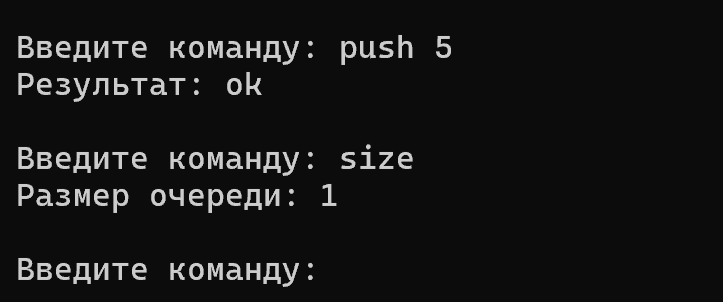 Введите команду: push 5
Результат: ok
Введите команду: size
Размер очереди: 1
Введите команду: